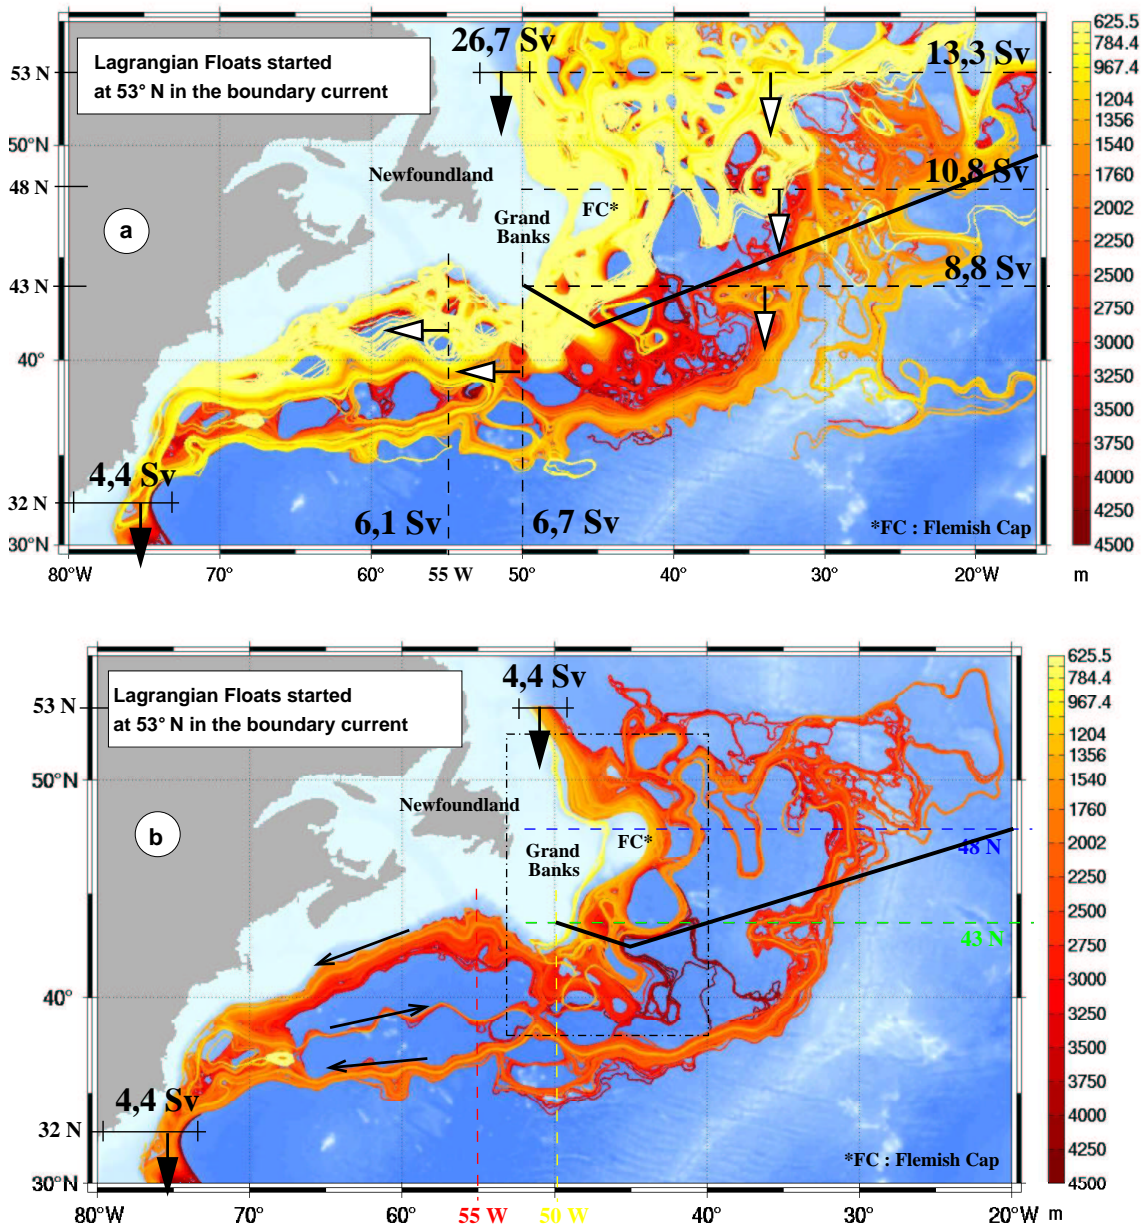 26,7 Sv
13,3 Sv
Lagrangian Floats started
at 53° N in the boundary current
53 N
50°N
48 N
43 N
40°
32 N
30°N
Newfoundland
Grand
Banks
FC*
a
10,8 Sv
8,8 Sv
4,4 Sv
6,1 Sv
6,7 Sv
*FC : Flemish Cap
80°W
70°
60°
55 W
50°
40°
30°
20°W
m
625.5
784.4
967.4
1204
1356
1540
1760
2002
2250
2500
2750
3000
3250
3500
3750
4000
4250
4500
4,4 Sv
Lagrangian Floats started
at 53° N in the boundary current
53 N
50°N
40°
32 N
30°N
Newfoundland
Grand
Banks
FC*
b
48 N
43 N
4,4 Sv
*FC : Flemish Cap
80°W
70°
60°
55 W
50 W
40°
30°
20°W
m
625.5
784.4
967.4
1204
1356
1540
1760
2002
2250
2500
2750
3000
3250
3500
3750
4000
4250
4500